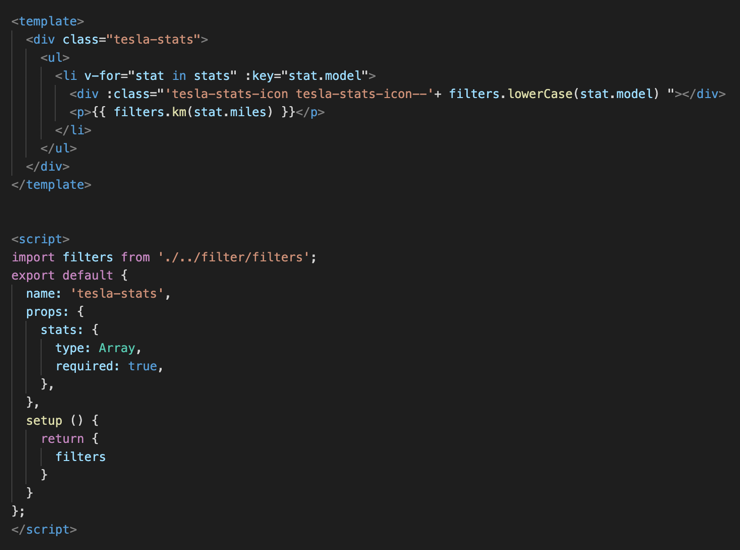 <template>
  <div class="tesla-stats">
    <ul>
      <li v-for="stat in stats" :key="stat.model">
        <div :class="'tesla-stats-icon tesla-stats-icon--'+ filters.lowerCase(stat.model) "></div>
        <p>{{ filters.km(stat.miles) }}</p>
      </li>
    </ul>
  </div>
</template>

<script>
import filters from './../filter/filters';
export default {
  name: 'tesla-stats',
  props: {
    stats: {
      type: Array,
      required: true,
    },
  },
  setup () {
    return {
      filters
    }
  }
};
</script>